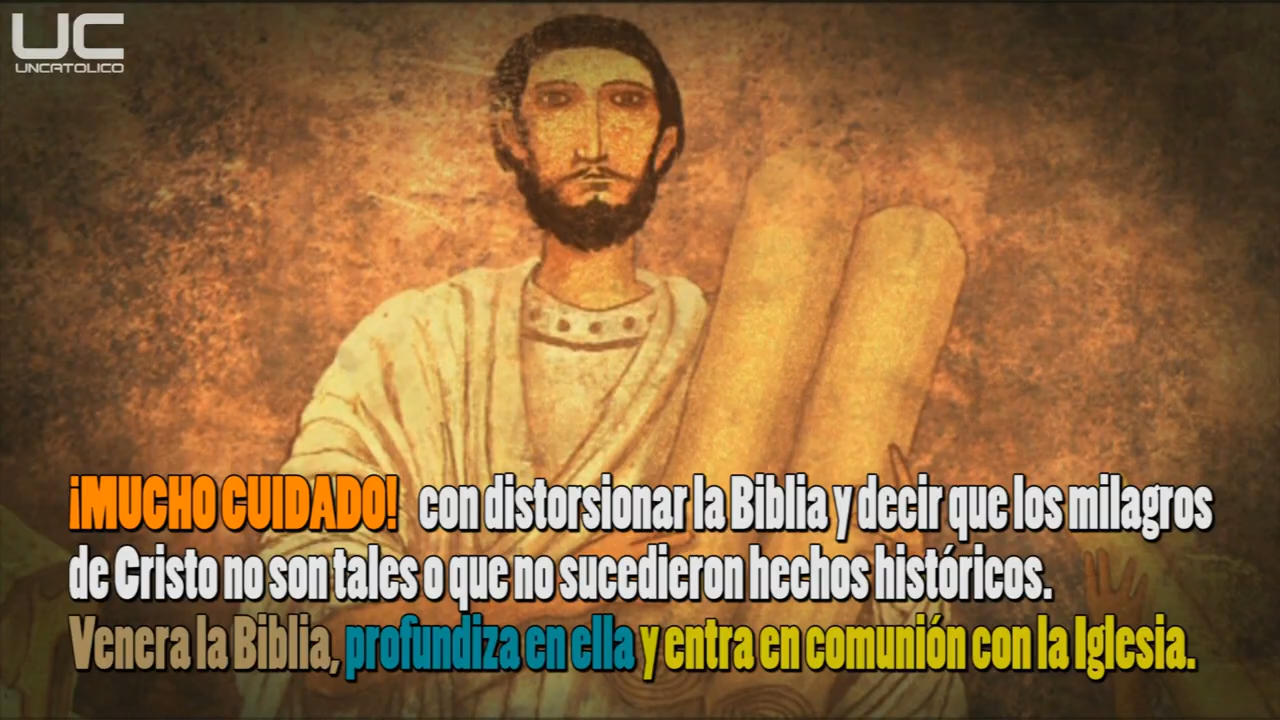 UC
UNCATOLICO
¡MUCHO CUIDADO! con distorsionar la Biblia y decir que los milagros
de Cristo no son tales o que no sucedieron hechos históricos.
Venera la Biblia, profundiza en ella y entra en comunión con la Iglesia.